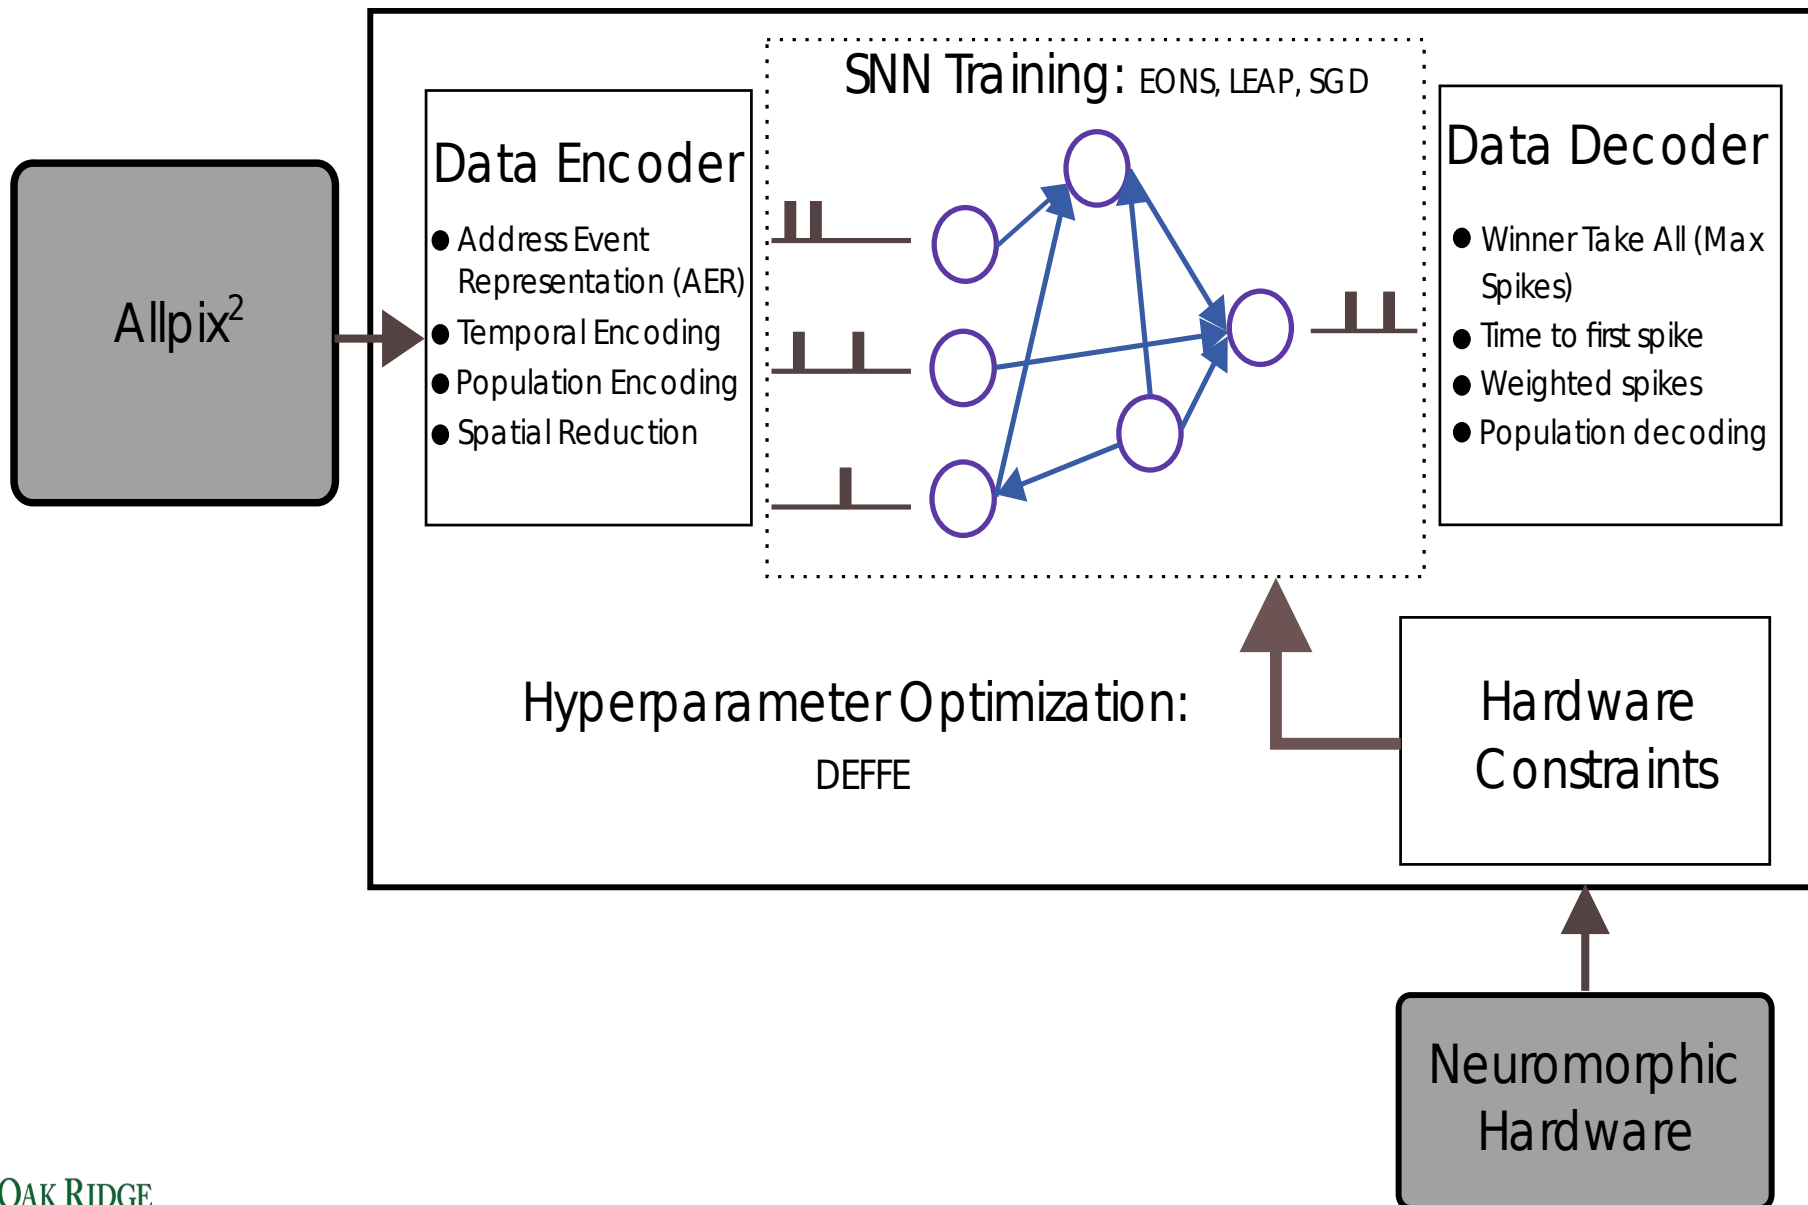 Allpix²
Data Encoder
● Address Event
Representation (AER)
● Temporal Encoding
● Population Encoding
● Spatial Reduction
SNN Training: EONS, LEAP, SGD
Data Decoder
● Winner Take All (Max
Spikes)
● Time to first spike
● Weighted spikes
● Population decoding
Hyperparameter Optimization:
DEFFE
Hardware
Constraints
Neuromorphic
Hardware
OAK RIDGE